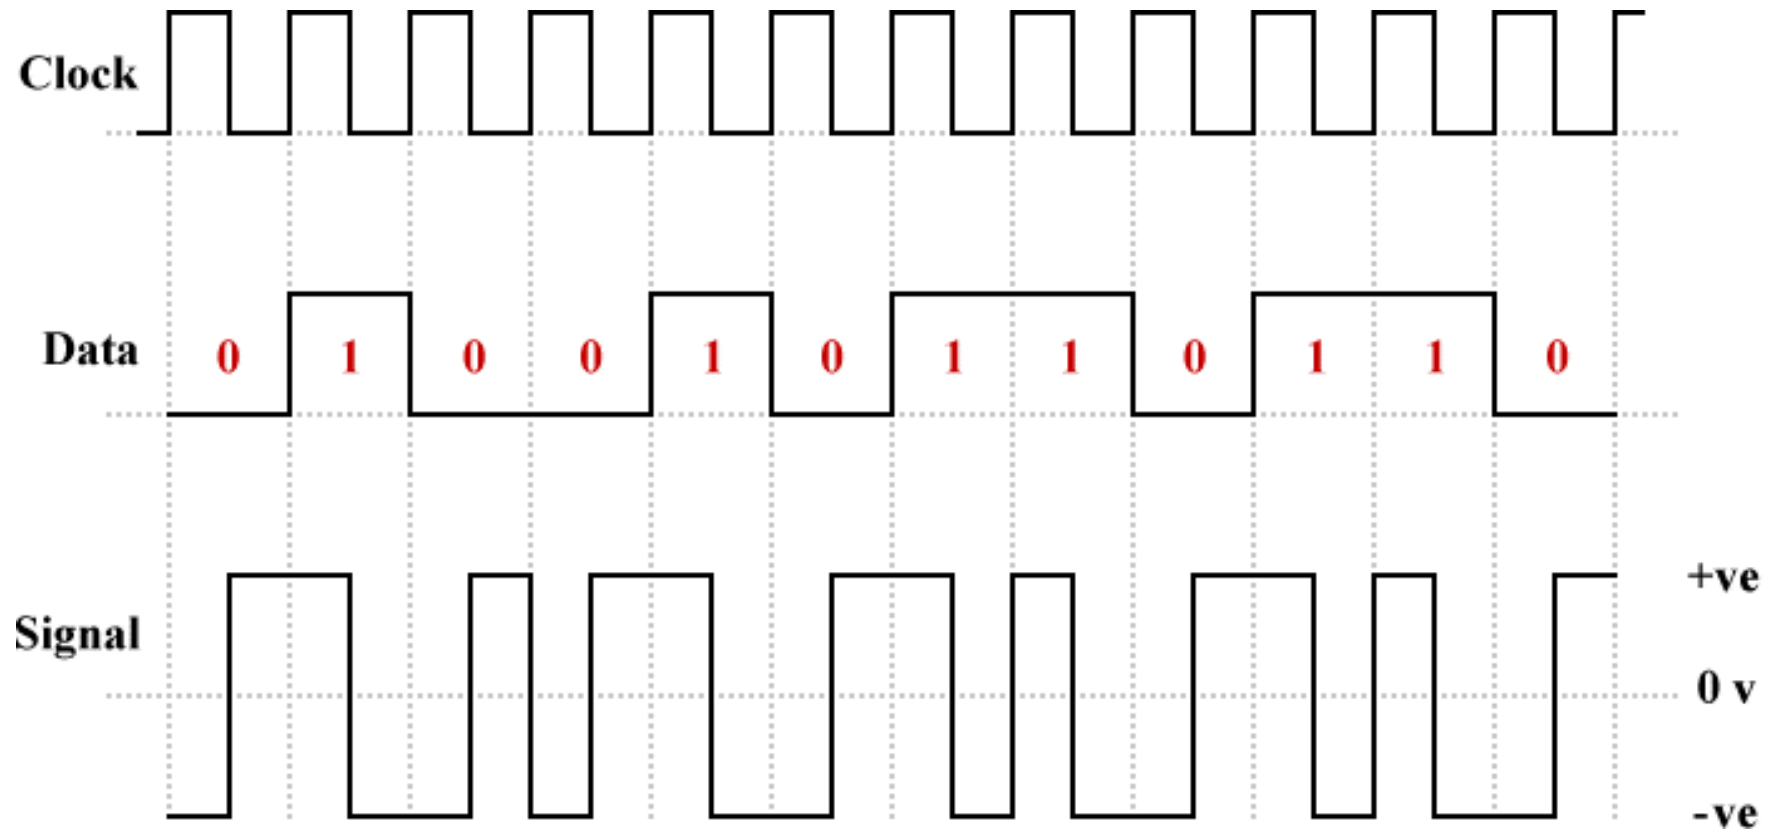 Clock
Data 0 1 0 0 1 0 1 1 0 1 1 0
+ve
Signal
0 v
-ve